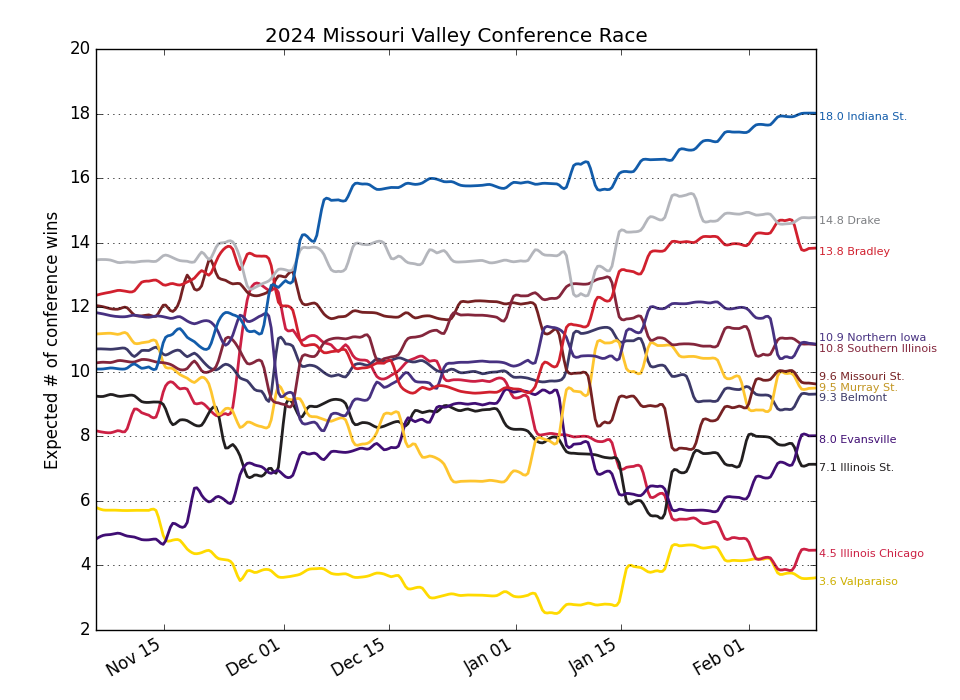 2024 Missouri Valley Conference Race
Expected # of conference wins
20
18
16
14
12
10
8
6
4
2
Nov 15
Dec 01
Dec 15
Jan 01
Jan 15
Feb 01
18.0 Indiana St.
14.8 Drake
13.8 Bradley
10.9 Northern Iowa
10.8 Southern Illinois
9.6 Missouri St.
9.5 Murray St.
9.3 Belmont
8.0 Evansville
7.1 Illinois St.
4.5 Illinois Chicago
3.6 Valparaiso